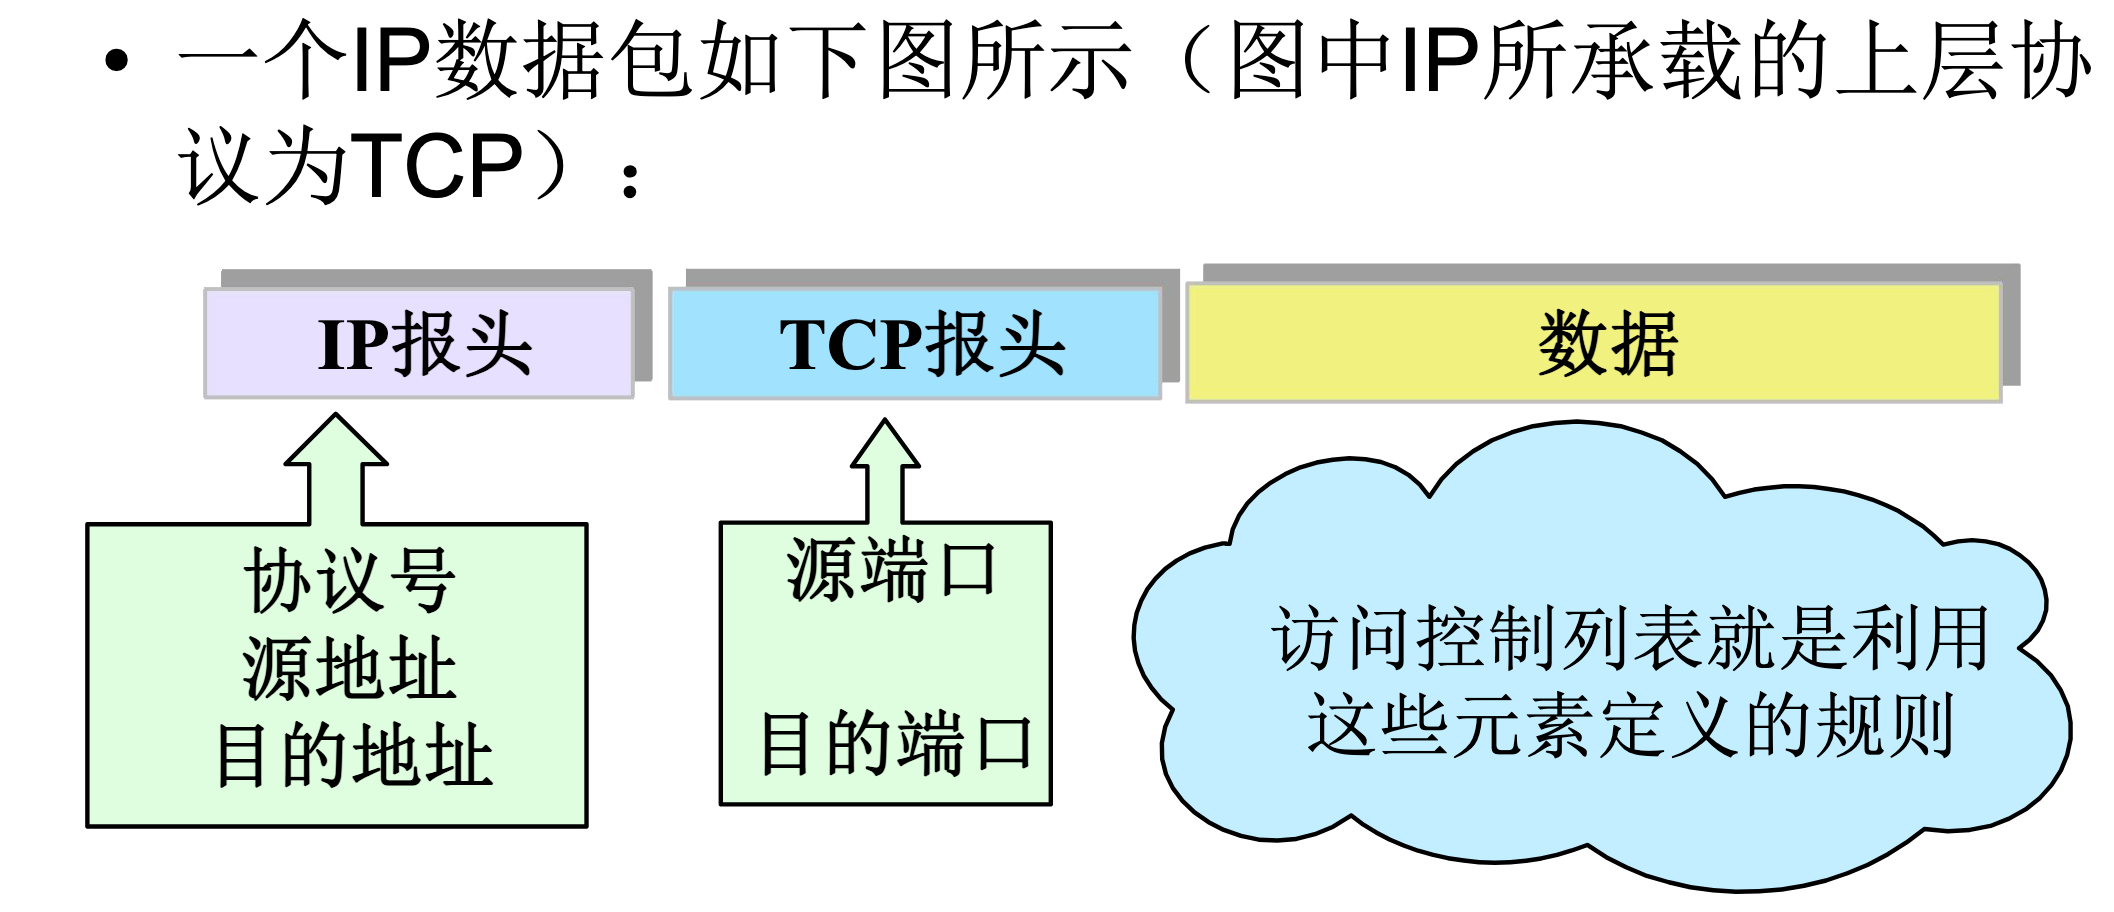 • 一个IP数据包如下图所示（图中IP所承载的上层协
议为TCP）：
IP报头
TCP报头
数据
协议号
源地址
目的地址
源端口
目的端口
访问控制列表就是利用
这些元素定义的规则